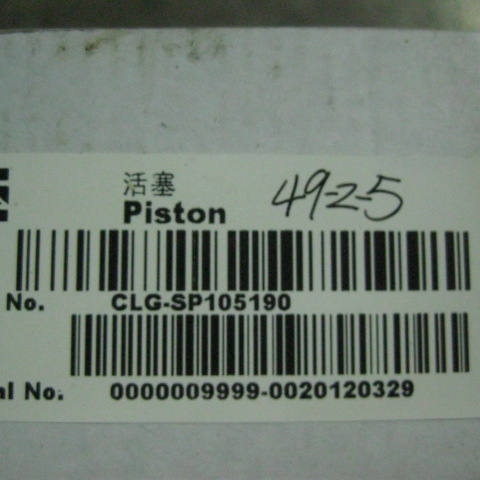 活塞
Piston 49-2-5
No. CLG-SP105190
al No. 0000009999-0020120329